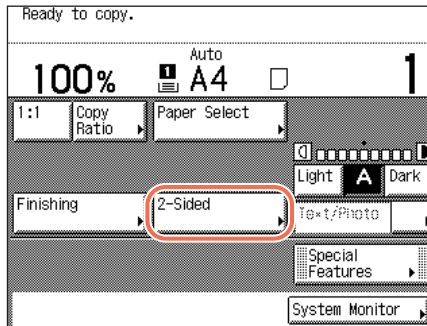 Ready to copy.
Auto
100% 1 A4 1
1:1 Copy Ratio Paper Select
Light A Dark
Finishing 2-Sided Text/Photo
Special Features
System Monitor